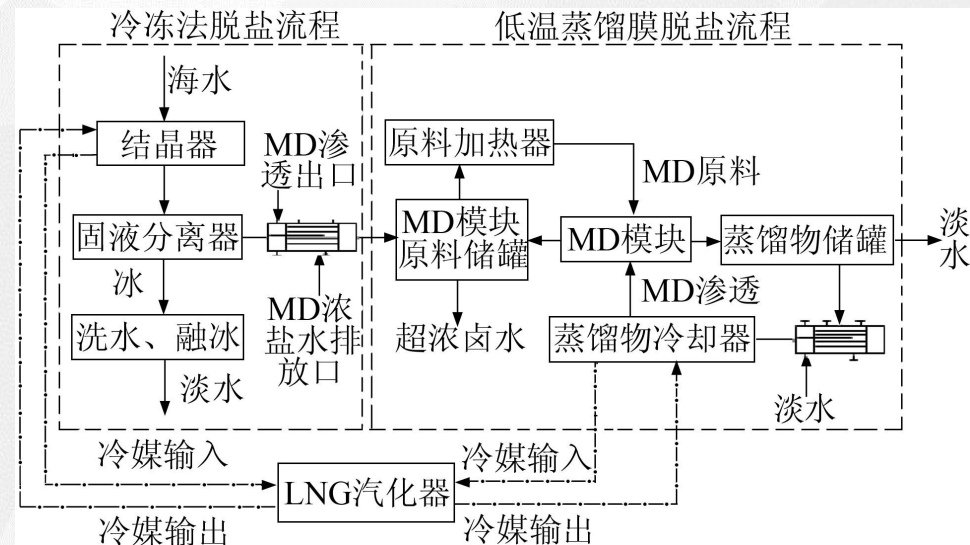 冷冻法脱盐流程
低温蒸馏膜脱盐流程
海水
结晶器
MD渗
透出口
固液分离器
冰
MD浓
盐水排
放口
洗水、融冰
淡水
原料加热器
MD原料
MD模块
原料储罐
MD模块
蒸馏物储罐
淡
水
MD渗透
超浓卤水
蒸馏物冷却器
淡水
冷媒输入
冷媒输入
LNG汽化器
冷媒输出
冷媒输出